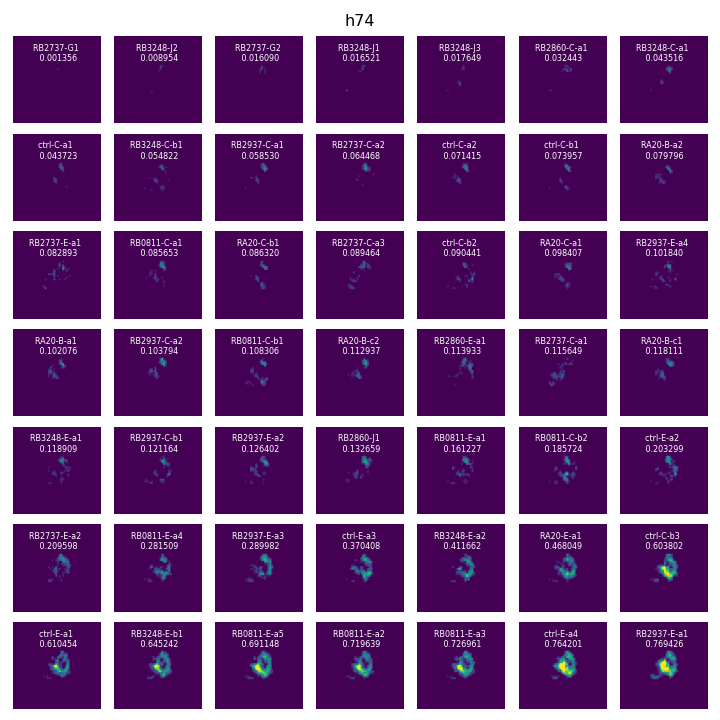 h74
RB2737-G1
0.001356
RB3248-J2
0.008954
RB2737-G2
0.016090
RB3248-J1
0.016521
RB3248-J3
0.017649
RB2860-C-a1
0.032443
RB3248-C-a1
0.043516
ctrl-C-a1
0.043723
RB3248-C-b1
0.054822
RB2937-C-a1
0.058530
RB2737-C-a2
0.064468
ctrl-C-a2
0.071415
ctrl-C-b1
0.073957
RA20-B-a2
0.079796
RB2737-E-a1
0.082893
RB0811-C-a1
0.085653
RA20-C-b1
0.086320
RB2737-C-a3
0.089464
ctrl-C-b2
0.090441
RA20-C-a1
0.098407
RB2937-E-a4
0.101840
RA20-B-a1
0.102076
RB2937-C-a2
0.103794
RB0811-C-b1
0.108306
RA20-B-c2
0.112937
RB2860-E-a1
0.113933
RB2737-C-a1
0.115649
RA20-B-c1
0.118111
RB3248-E-a1
0.118909
RB2937-C-b1
0.121164
RB2937-E-a2
0.126402
RB2860-J1
0.132659
RB0811-E-a1
0.161227
RB0811-C-b2
0.185724
ctrl-E-a2
0.203299
RB2737-E-a2
0.209598
RB0811-E-a4
0.281509
RB2937-E-a3
0.289982
ctrl-E-a3
0.370408
RB3248-E-a2
0.411662
RA20-E-a1
0.468049
ctrl-C-b3
0.603802
ctrl-E-a1
0.610454
RB3248-E-b1
0.645242
RB0811-E-a5
0.691148
RB0811-E-a2
0.719639
RB0811-E-a3
0.726961
ctrl-E-a4
0.764201
RB2937-E-a1
0.769426